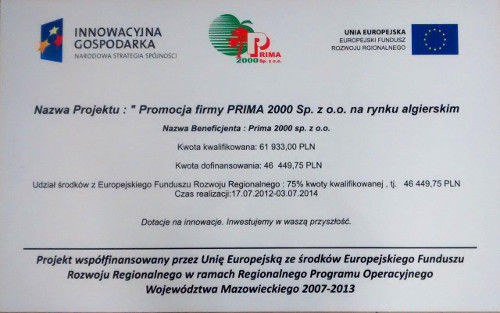 INNOWACYJNA
GOSPODARKA
NARODOWA STRATEGIA SPÓJNOŚCI
PRIMA
2000 Sp. z o.o.
UNIA EUROPEJSKA
EUROPEJSKI FUNDUSZ
ROZWOJU RGIONALNEGO
Nazwa Projektu : " Promocja firmy PRIMA 2000 Sp. z o.o. na rynku algierskim
Nazwa Beneficjenta : Prima 2000 sp. z o.o.
Kwota kwalifikowana: 61 933,00 PLN
Kwota dofinansowania: 46 449,75 PLN
Udział środków z Europejskiego Funduszu Rozwoju Regionalnego : 75% kwoty kwalifikowanej , tj. 46 449,75 PLN
Czas realizacji:17.07.2012-03.07.2014
Dotacje na innowacje. Inwestujemy w waszą przyszłość.
Projekt współfinansowany przez Unię Europejską ze środków Europejskiego Funduszu
Rozwoju Regionalnego w ramach Regionalnego Programu Operacyjnego
Województwa Mazowieckiego 2007-2013